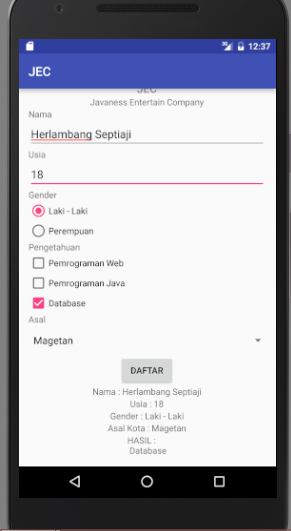 12:37
JEC
JEC
Javaness Entertain Company
Nama
Herlambang Septiaji
Usia
18
Gender
Laki - Laki
Perempuan
Pengetahuan
Pemrograman Web
Pemrograman Java
Database
Asal
Magetan
DAFTAR
Nama : Herlambang Septiaji
Usia : 18
Gender : Laki - Laki
Asal Kota : Magetan
HASIL :
Database